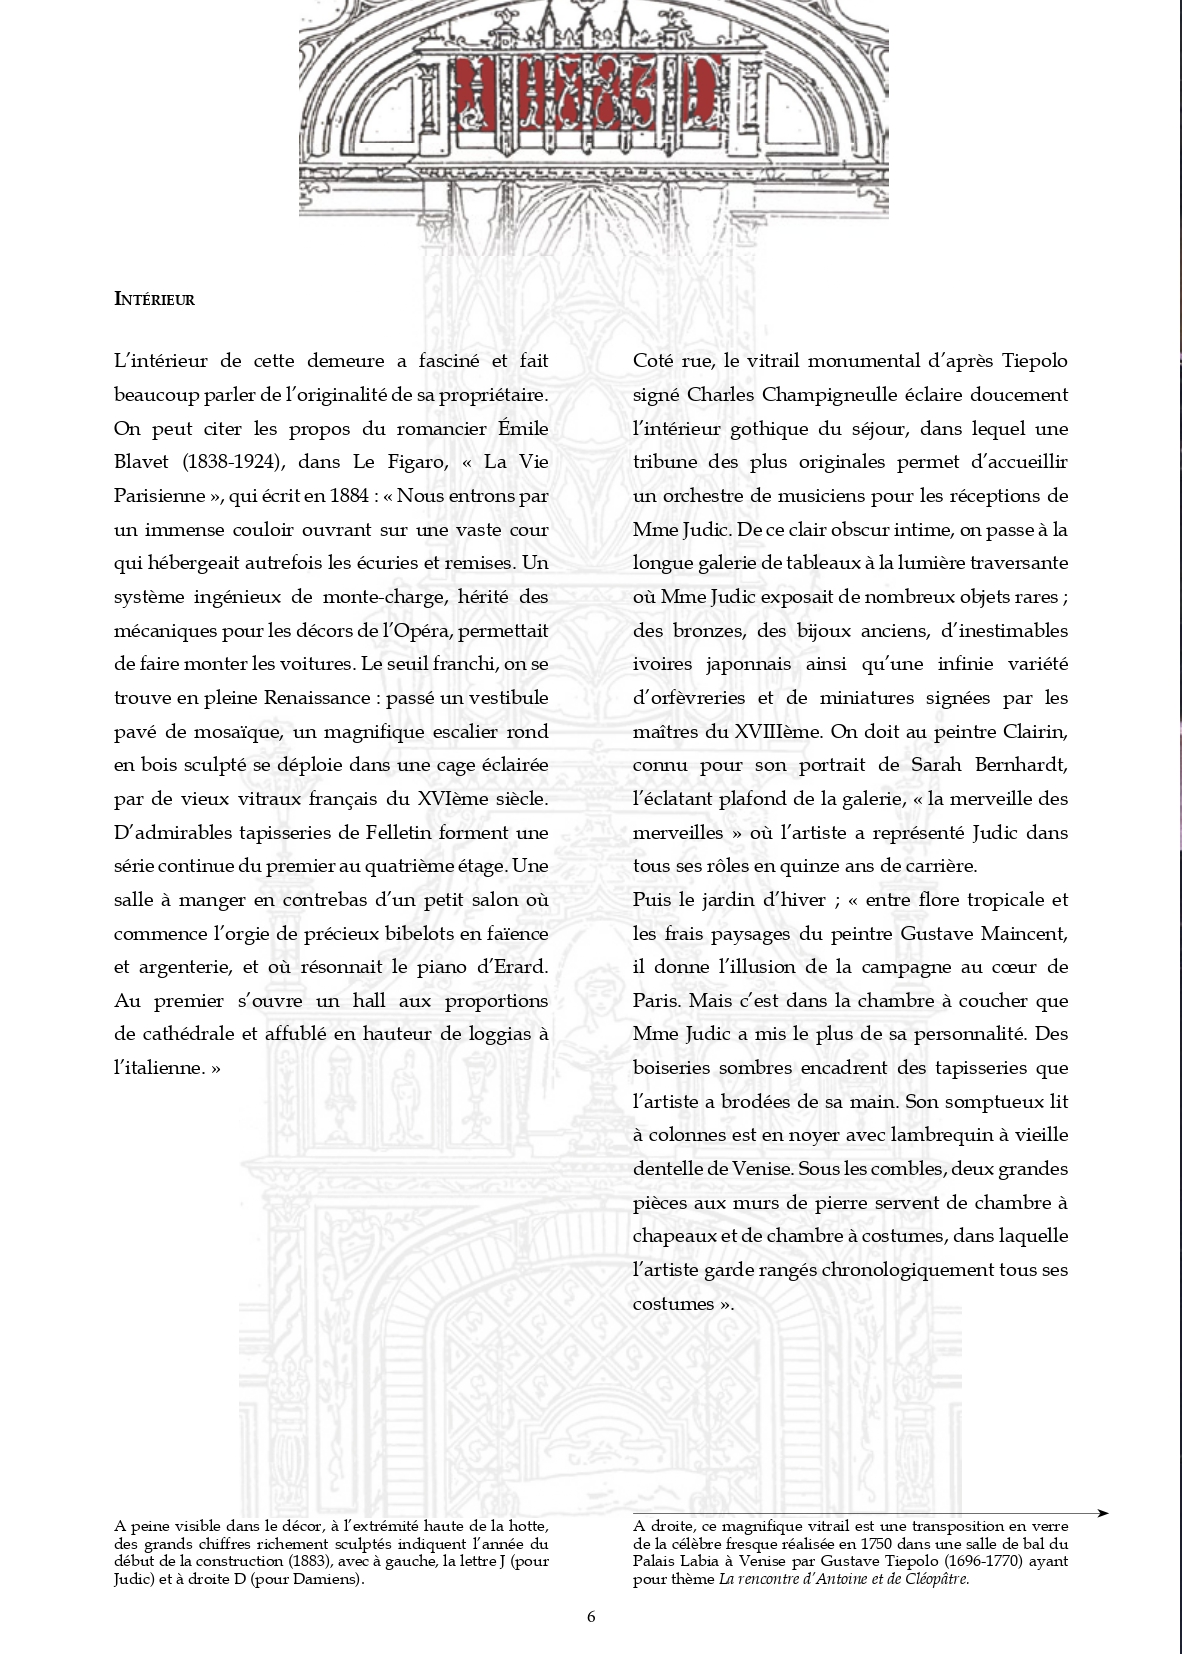 INTÉRIEUR
L’intérieur de cette demeure a fasciné et fait
beaucoup parler de l’originalité de sa propriétaire.
On peut citer les propos du romancier Émile
Blavet (1838-1924), dans Le Figaro, « La Vie
Parisienne », qui écrit en 1884 : « Nous entrons par
un immense couloir ouvrant sur une vaste cour
qui hébergeait autrefois les écuries et remises. Un
système ingénieux de monte-charge, hérité des
mécaniques pour les décors de l’Opéra, permettait
de faire monter les voitures. Le seuil franchi, on se
trouve en pleine Renaissance : passé un vestibule
pavé de mosaïque, un magnifique escalier rond
en bois sculpté se déploie dans une cage éclairée
par de vieux vitraux français du XVIème siècle.
D’admirables tapisseries de Felletin forment une
série continue du premier au quatrième étage. Une
salle à manger en contrebas d’un petit salon où
commence l’orgie de précieux bibelots en faïence
et argenterie, et où résonnait le piano d’Erard.
Au premier s’ouvre un hall aux proportions
de cathédrale et affublé en hauteur de loggias à
l’italienne. »
Coté rue, le vitrail monumental d’après Tiepolo
signé Charles Champigneulle éclaire doucement
l’intérieur gothique du séjour, dans lequel une
tribune des plus originales permet d’accueillir
un orchestre de musiciens pour les réceptions de
Mme Judic. De ce clair obscur intime, on passe à la
longue galerie de tableaux à la lumière traversante
où Mme Judic exposait de nombreux objets rares ;
des bronzes, des bijoux anciens, d’inestimables
ivoires japonnais ainsi qu’une infinie variété
d’orfèvreries et de miniatures signées par les
maîtres du XVIIIème. On doit au peintre Clairin,
connu pour son portrait de Sarah Bernhardt,
l’éclatant plafond de la galerie, « la merveille des
merveilles » où l’artiste a représenté Judic dans
tous ses rôles en quinze ans de carrière.
Puis le jardin d’hiver ; « entre flore tropicale et
les frais paysages du peintre Gustave Maincent,
il donne l’illusion de la campagne au cœur de
Paris. Mais c’est dans la chambre à coucher que
Mme Judic a mis le plus de sa personnalité. Des
boiseries sombres encadrent des tapisseries que
l’artiste a brodées de sa main. Son somptueux lit
à colonnes est en noyer avec lambrequin à vieille
dentelle de Venise. Sous les combles, deux grandes
pièces aux murs de pierre servent de chambre à
chapeaux et de chambre à costumes, dans laquelle
l’artiste garde rangés chronologiquement tous ses
costumes ».
A peine visible dans le décor, à l’extrémité haute de la hotte,
des grands chiffres richement sculptés indiquent l’année du
début de la construction (1883), avec à gauche, la lettre J (pour
Judic) et à droite D (pour Damiens).
A droite, ce magnifique vitrail est une transposition en verre
de la célèbre fresque réalisée en 1750 dans une salle de bal du
Palais Labia à Venise par Gustave Tiepolo (1696-1770) ayant
pour thème La rencontre d’Antoine et de Cléopâtre.
6